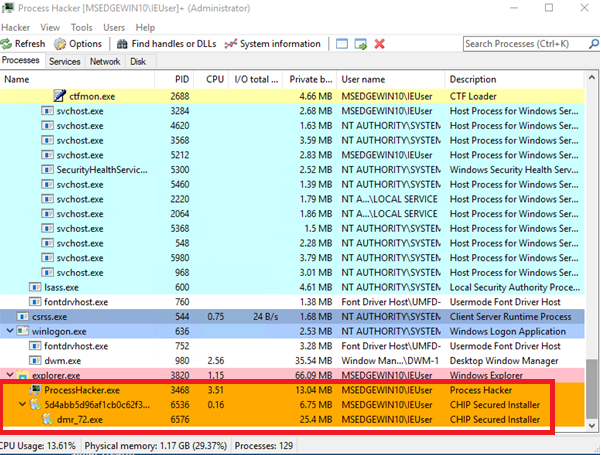 Process Hacker [MSEDGEWIN10\IEUser]+ (Administrator)
Hacker View Tools Users Help
Refresh Options Find handles or DLLs System information Search Processes (Ctrl+K)
Processes Services Network Disk
Name PID CPU I/O total ... Private b... User name Description
ctfmon.exe 2688 4.66 MB MSEDGEWIN10\IEUser CTF Loader
svchost.exe 3284 2.68 MB MSEDGEWIN10\IEUser Host Process for Windows Ser...
svchost.exe 4620 1.63 MB NT AUTHORITY\SYSTEM Host Process for Windows Ser...
svchost.exe 3568 3.59 MB NT AUTHORITY\SYSTEM Host Process for Windows Ser...
svchost.exe 5212 2.83 MB MSEDGEWIN10\IEUser Host Process for Windows Ser...
SecurityHealthServic... 5300 2.52 MB NT AUTHORITY\SYSTEM Windows Security Health Serv...
svchost.exe 5460 1.39 MB NT AUTHORITY\SYSTEM Host Process for Windows Ser...
svchost.exe 2220 1.79 MB NT A...\LOCAL SERVICE Host Process for Windows Ser...
svchost.exe 2064 1.86 MB NT A...\LOCAL SERVICE Host Process for Windows Ser...
svchost.exe 5368 1.5 MB NT AUTHORITY\SYSTEM Host Process for Windows Ser...
svchost.exe 548 2.28 MB NT AUTHORITY\SYSTEM Host Process for Windows Ser...
svchost.exe 5980 3.79 MB NT AUTHORITY\SYSTEM Host Process for Windows Ser...
svchost.exe 968 3.01 MB MSEDGEWIN10\IEUser Host Process for Windows Ser...
lsass.exe 600 4.61 MB NT AUTHORITY\SYSTEM Local Security Authority Proce...
fontdrvhost.exe 760 1.38 MB Font Driver Host\UMFD- Usermode Font Driver Host
csrss.exe 544 0.75 24 B/s 1.68 MB NT AUTHORITY\SYSTEM Client Server Runtime Process
winlogon.exe 636 2.53 MB NT AUTHORITY\SYSTEM Windows Logon Application
fontdrvhost.exe 752 3.38 MB Font Driver Host\UMFD- Usermode Font Driver Host
dwm.exe 980 2.56 35.54 MB Window Man...\DWM-1 Desktop Window Manager
explorer.exe 3820 1.15 66.09 MB MSEDGEWIN10\IEUser Windows Explorer
ProcessHacker.exe 3468 3.51 13.04 MB MSEDGEWIN10\IEUser Process Hacker
5d4abb5d96af1cb0c62f3... 6536 0.16 6.75 MB MSEDGEWIN10\IEUser CHIP Secured Installer
dmr_72.exe 6576 25.4 MB MSEDGEWIN10\IEUser CHIP Secured Installer
CPU Usage: 13.61% Physical memory: 1.17 GB (29.37%) Processes: 129